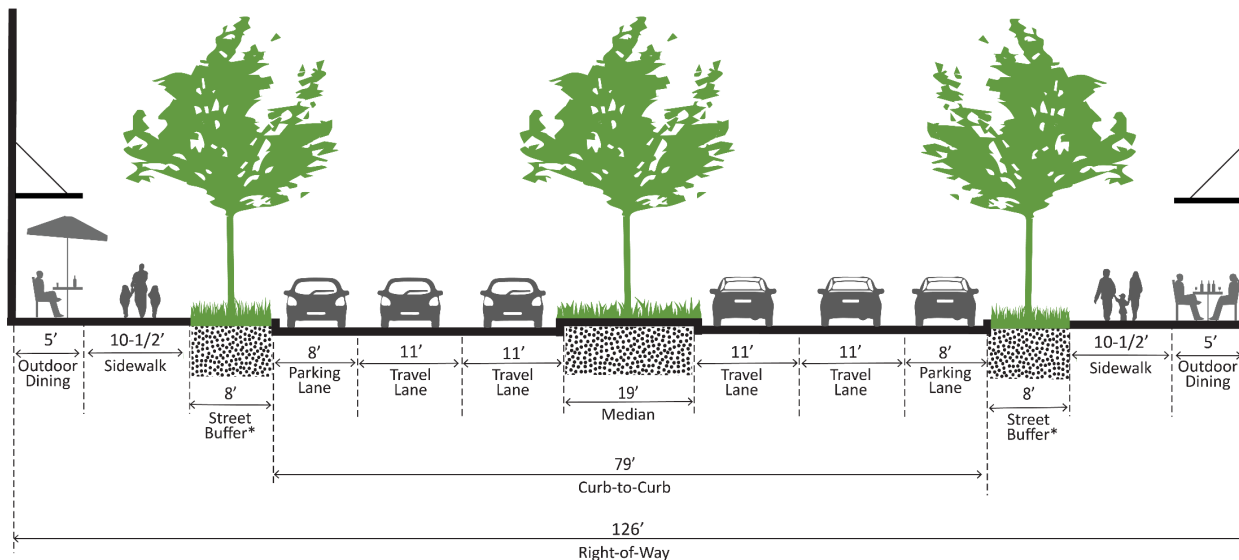 5’
Outdoor
Dining
10-1/2’
Sidewalk
8’
Street
Buffer*
8’
Parking
Lane
11’
Travel
Lane
11’
Travel
Lane
19’
Median
11’
Travel
Lane
11’
Travel
Lane
8’
Parking
Lane
8’
Street
Buffer*
10-1/2’
Sidewalk
5’
Outdoor
Dining
79’
Curb-to-Curb
126’
Right-of-Way